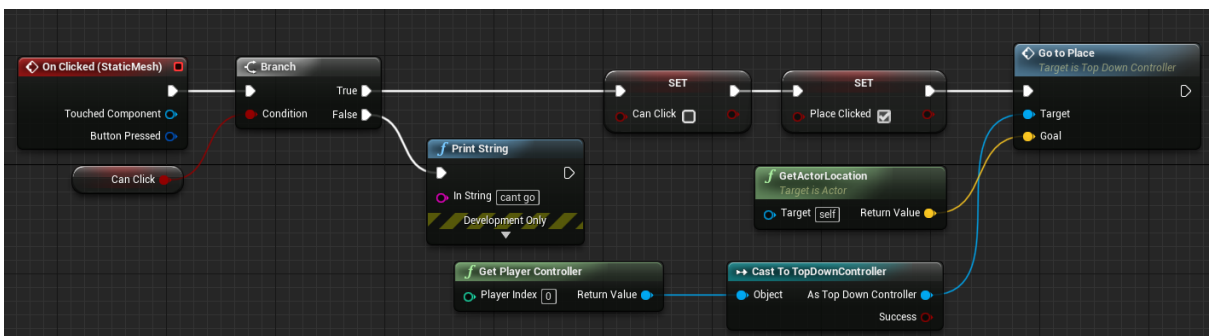 On Clicked (StaticMesh)
Touched Component
Button Pressed
Can Click
Branch
True
Condition
False
Print String
In String cant go
Development Only
SET
Can Click
SET
Place Clicked
Go to Place
Target is Top Down Controller
Target
Goal
GetActorLocation
Target is Actor
Target self
Return Value
Get Player Controller
Player Index 0
Return Value
Cast To TopDownController
Object
As Top Down Controller
Success